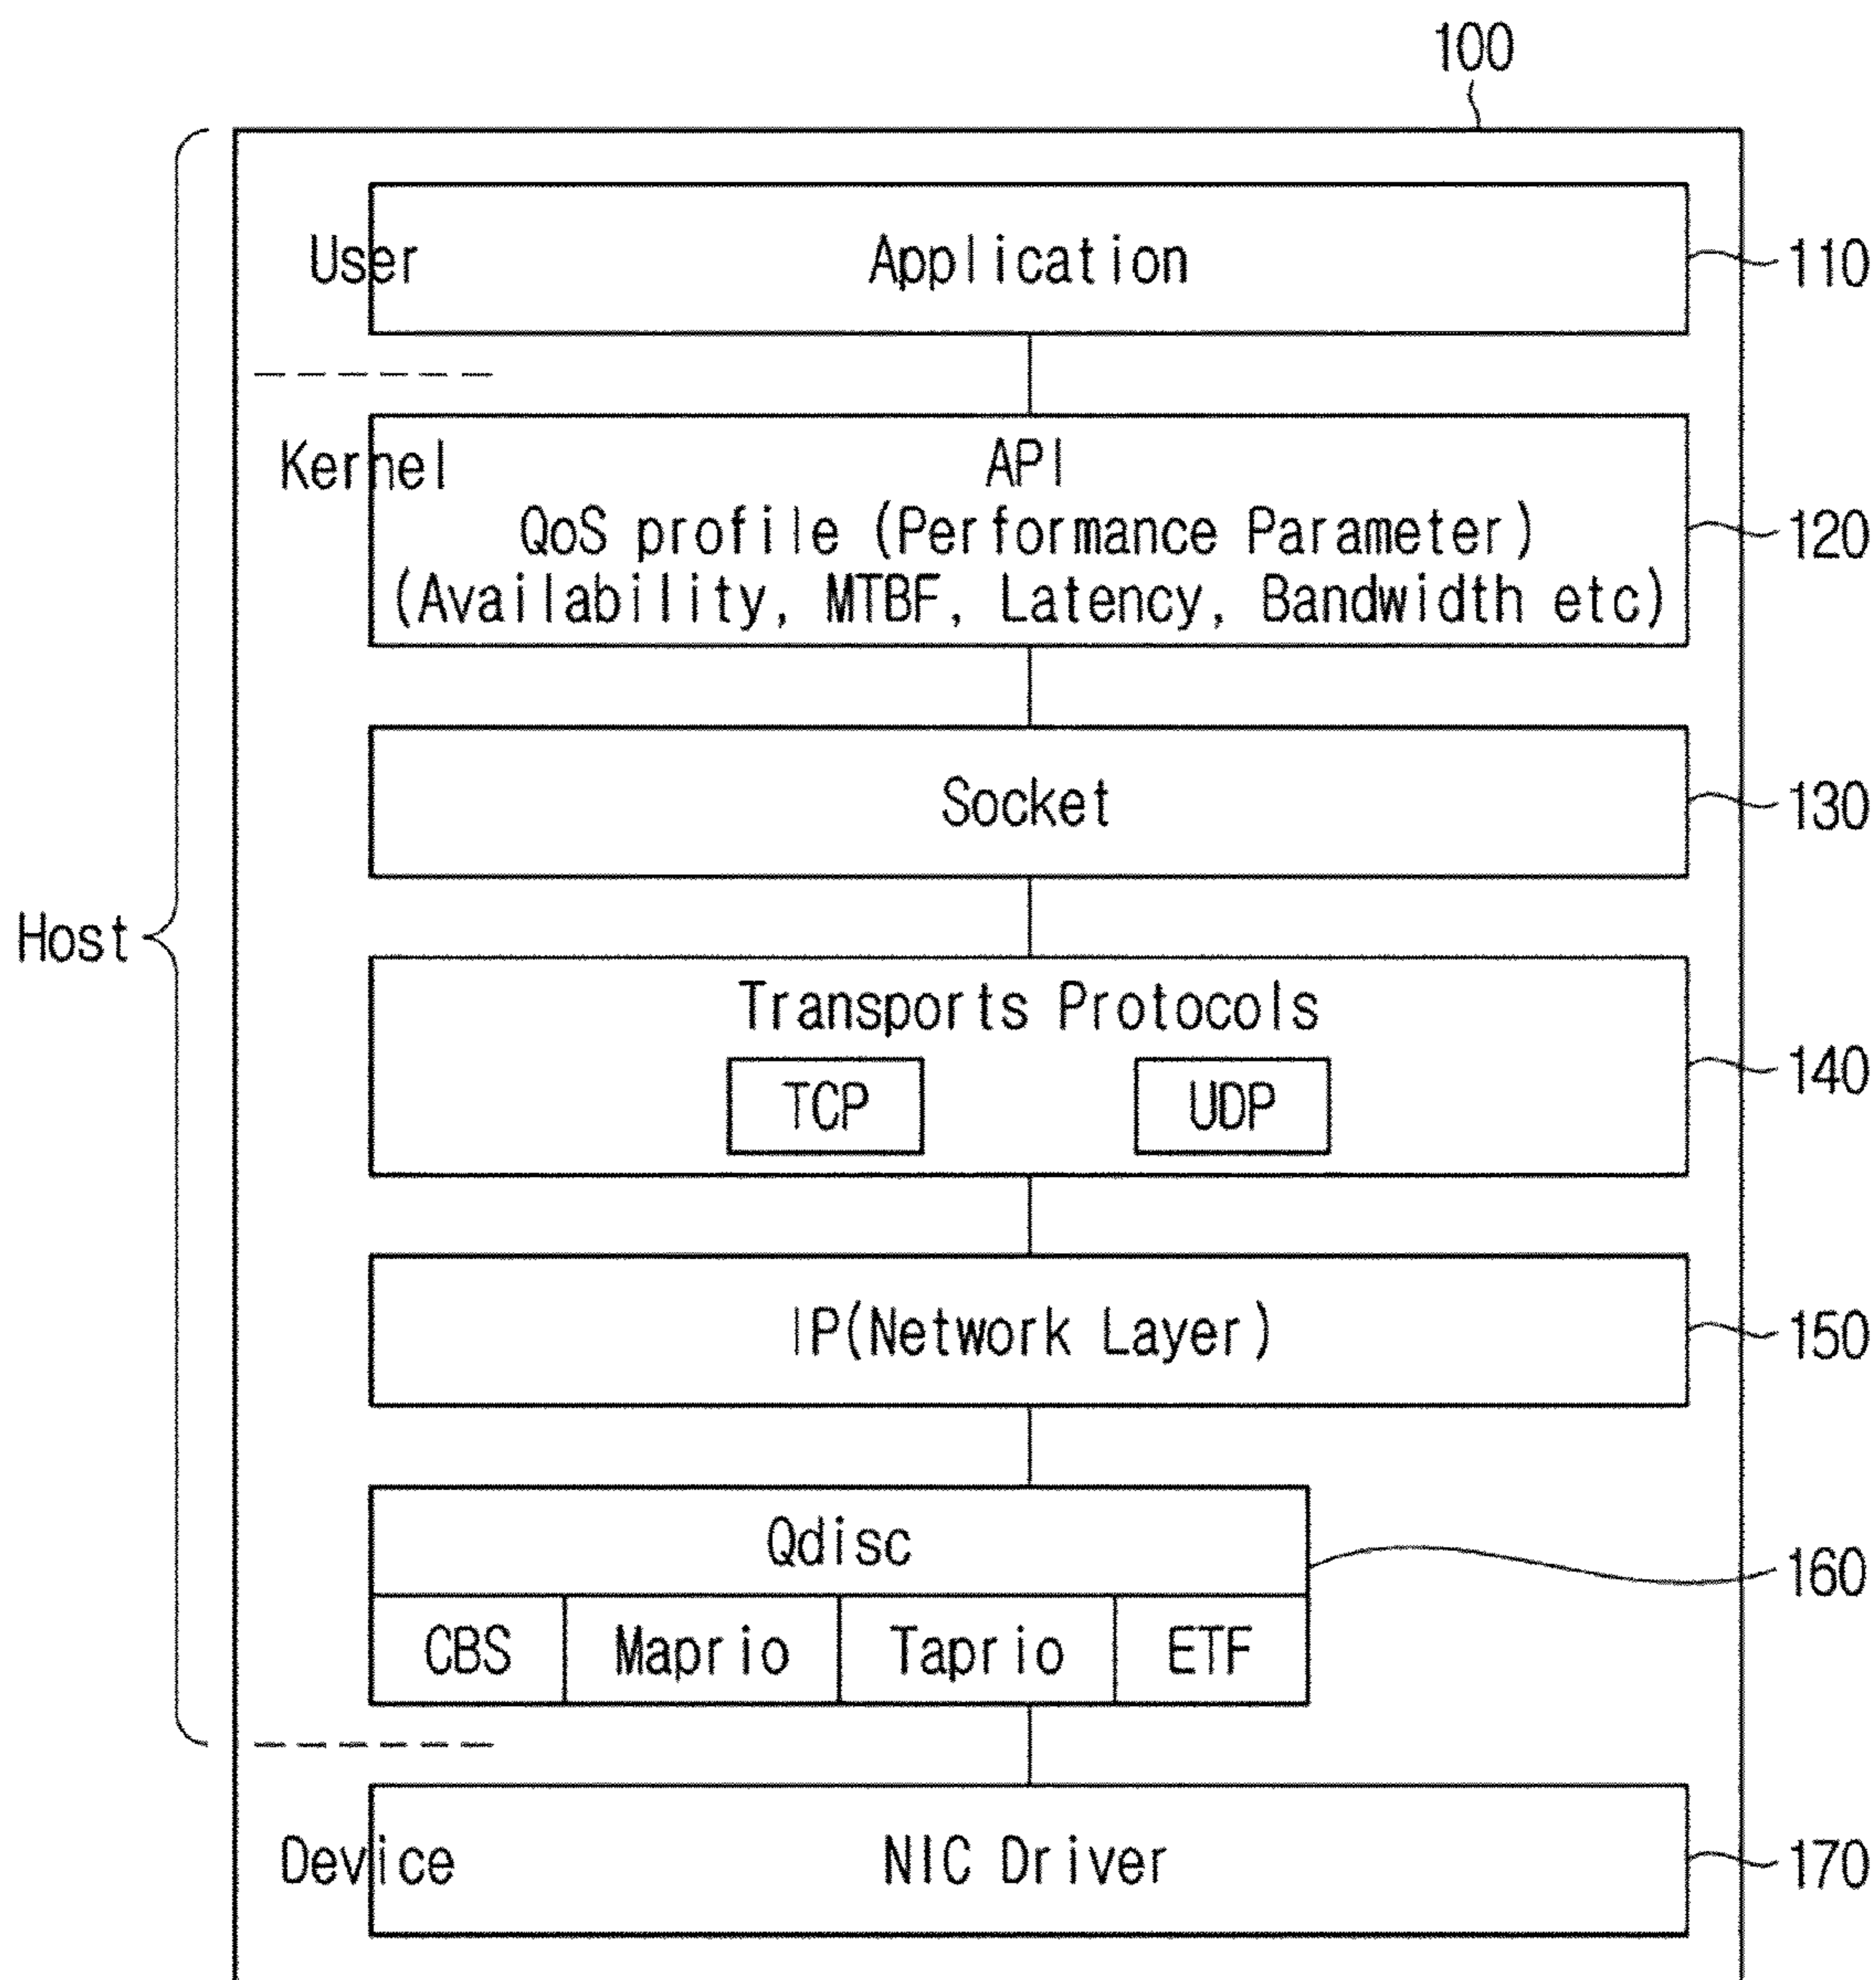 100
User
Application
110
Kernel
API
QoS profile (Performance Parameter)
(Availability, MTBF, Latency, Bandwidth etc)
120
Socket
130
Host
Transports Protocols
TCP
UDP
140
IP(Network Layer)
150
Qdisc
160
CBS
Maprio
Taprio
ETF
Device
NIC Driver
170